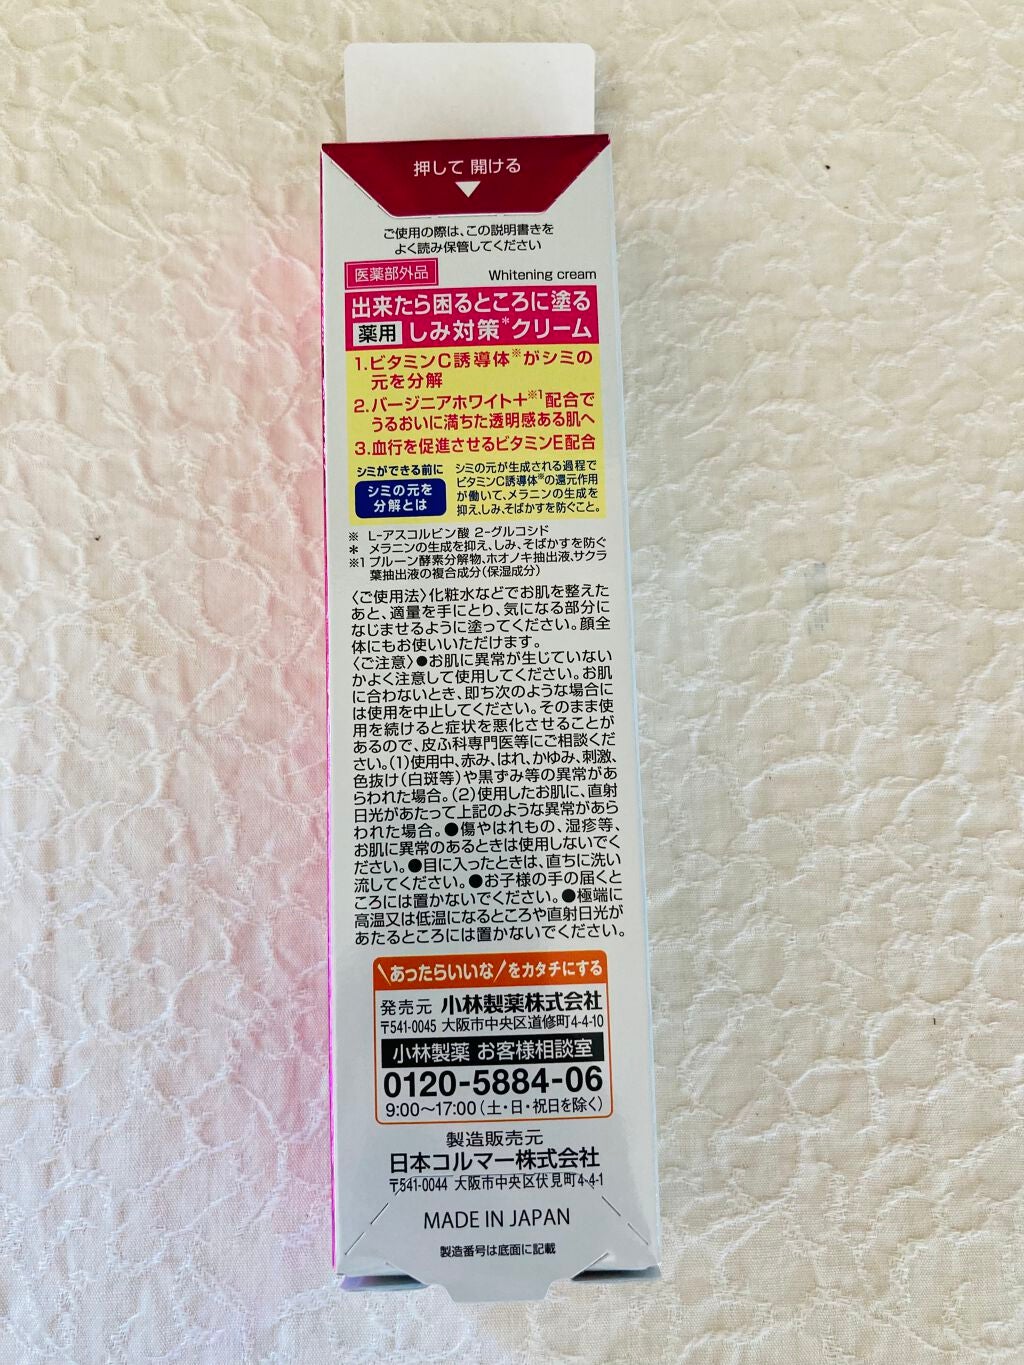 押して 開ける
ご使用の際は、この説明書きを
よく読み保管してください
医薬部外品
Whitening cream
出来たら困るところに塗る
薬用 しみ対策*クリーム
1.ビタミンC誘導体※がシミの
元を分解
2.バージニアホワイト+※1配合で
うるおいに満ちた透明感ある肌へ
3.血行を促進させるビタミンE配合
シミができる前に
シミの元を
分解とは
シミの元が生成される過程で
ビタミンC誘導体※の還元作用
が働いて、メラニンの生成を
抑え、しみ、そばかすを防ぐこと。
※ L-アスコルビン酸 2-グルコシド
* メラニンの生成を抑え、しみ、そばかすを防ぐ
※1 プルーン酵素分解物、ホオノキ抽出液、サクラ
葉抽出液の複合成分(保湿成分)
〈ご使用法〉化粧水などでお肌を整えた
あと、適量を手にとり、気になる部分に
なじませるように塗ってください。顔全
体にもお使いいただけます。
〈ご注意〉●お肌に異常が生じていない
かよく注意して使用してください。お肌
に合わないとき、即ち次のような場合に
は使用を中止してください。そのまま使
用を続けると症状を悪化させることが
あるので、皮ふ科専門医等にご相談くだ
さい。(1)使用中、赤み、はれ、かゆみ、刺激、
色抜け(白斑等)や黒ずみ等の異常があ
らわれた場合。(2)使用したお肌に、直射
日光があたって上記のような異常があら
われた場合。●傷やはれもの、湿疹等、
お肌に異常のあるときは使用しないでく
ださい。●目に入ったときは、直ちに洗い
流してください。●お子様の手の届くと
ころには置かないでください。●極端に
高温又は低温になるところや直射日光が
あたるところには置かないでください。
\あったらいいな/をカタチにする
発売元 小林製薬株式会社
〒541-0045 大阪市中央区道修町4-4-10
小林製薬 お客様相談室
0120-5884-06
9:00〜17:00(土・日・祝日を除く)
製造販売元
日本コルマー株式会社
〒541-0044 大阪市中央区伏見町4-4-1
MADE IN JAPAN
製造番号は底面に記載